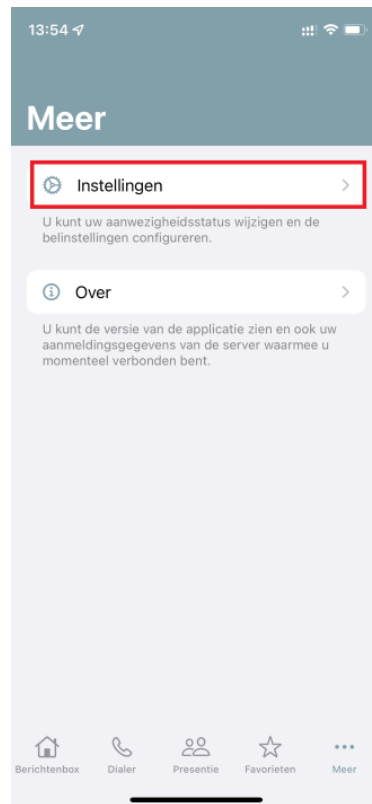 13:54
Meer
Instellingen
U kunt uw aanwezigheidsstatus wijzigen en de
belinstellingen configureren.
Over
U kunt de versie van de applicatie zien en ook uw
aanmeldingsgegevens van de server waarmee u
momenteel verbonden bent.
Berichtenbox Dialer Presentie Favorieten Meer